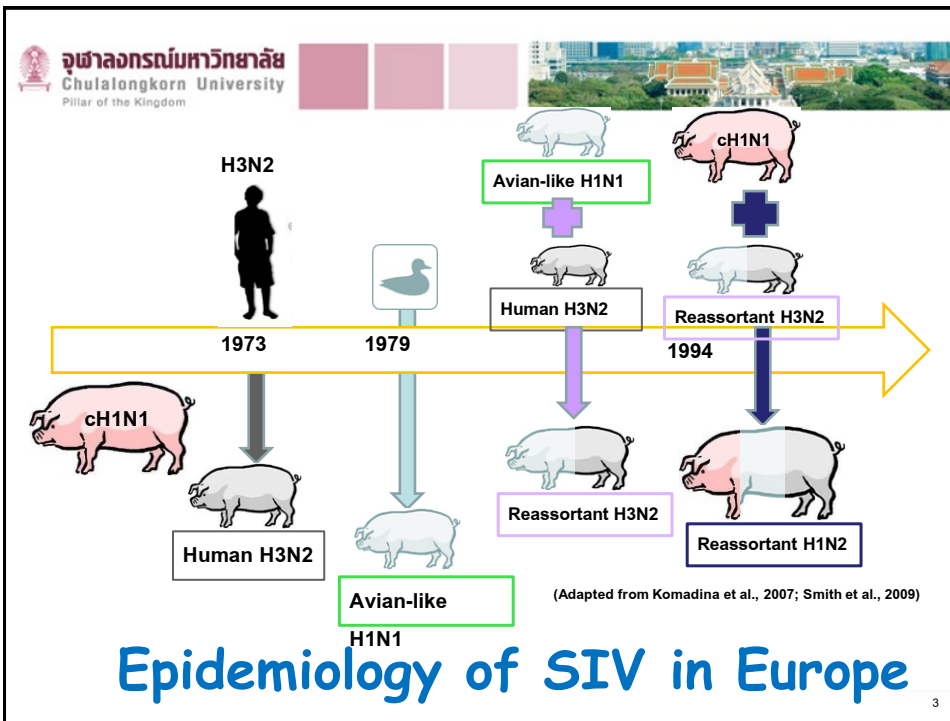 จุฬาลงกรณ์มหาวิทยาลัย
Chulalongkorn University
Pillar of the Kingdom
H3N2
Avian-like H1N1
cH1N1
Human H3N2
Reassortant H3N2
1973
1979
1994
cH1N1
Human H3N2
Avian-like
H1N1
Reassortant H3N2
Reassortant H1N2
(Adapted from Komadina et al., 2007; Smith et al., 2009)
Epidemiology of SIV in Europe
3